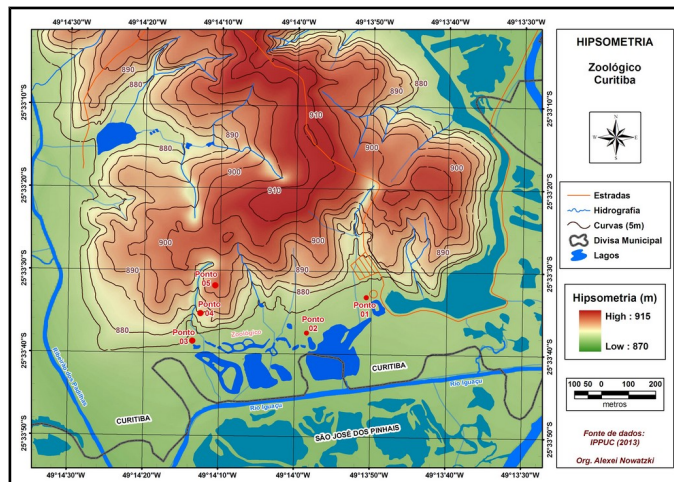 49°14'30"O 49°14'20"O 49°14'10"O 49°14'0"O 49°13'50"O 49°13'40"O 49°13'30"O
25°33'10"S 25°33'10"S
25°33'20"S 25°33'20"S
25°33'30"S 25°33'30"S
25°33'40"S 25°33'40"S
25°33'50"S 25°33'50"S
890 880 890 880
880 890
910
880 890 900
900 910 900
900 890
890 890
880 880
Ponto 05
Ponto 04
Ponto 03
Ponto 02
Ponto 01
Zoológico
Ribeirão dos Padilhas
CURITIBA
Rio Iguaçu
CURITIBA
Rio Iguaçu
SÃO JOSÉ DOS PINHAIS
49°14'30"O 49°14'20"O 49°14'10"O 49°14'0"O 49°13'50"O 49°13'40"O 49°13'30"O
HIPSOMETRIA
Zoológico
Curitiba
N
W E
S
Estradas
Hidrografia
Curvas (5m)
Divisa Municipal
Lagos
Hipsometria (m)
High : 915
Low : 870
100 50 0 100 200
metros
Fonte de dados:
IPPUC (2013)
Org. Alexei Nowatzki